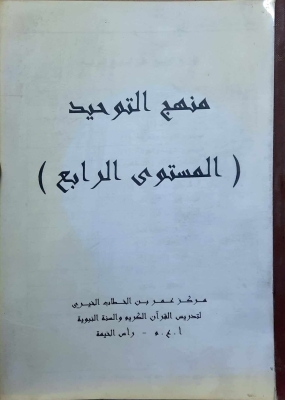 منهج التوحيد
( المستوى الرابع )
مركز عمر بن الخطاب الخيري
لتدريس القرآن الكريم والسنة النبوية
أ.ع.م - رأس الخيمة